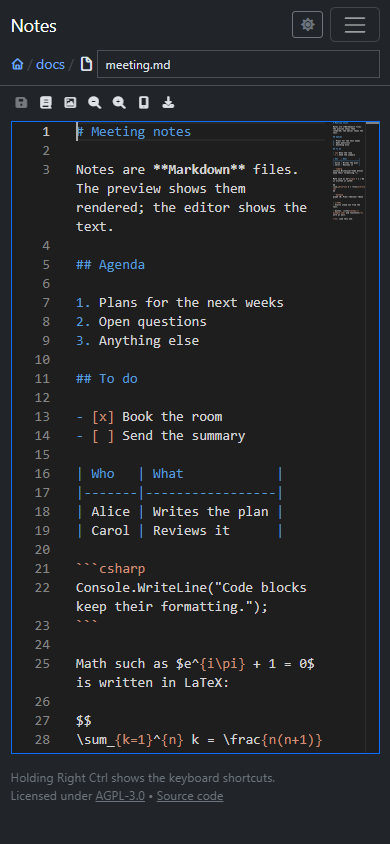 Notes
/ docs / meeting.md
1 # Meeting notes
2
3 Notes are **Markdown** files.
The preview shows them
rendered; the editor shows the
text.
4
5 ## Agenda
6
7 1. Plans for the next weeks
8 2. Open questions
9 3. Anything else
10
11 ## To do
12
13 - [x] Book the room
14 - [ ] Send the summary
15
16 | Who   | What            |
17 |-------|-----------------|
18 | Alice | Writes the plan |
19 | Carol | Reviews it      |
20
21 ```csharp
22 Console.WriteLine("Code blocks
keep their formatting.");
23 ```
24
25 Math such as $e^{i\pi} + 1 = 0$
is written in LaTeX:
26
27 $$
28 \sum_{k=1}^{n} k = \frac{n(n+1)}
Holding Right Ctrl shows the keyboard shortcuts.
Licensed under AGPL-3.0 • Source code